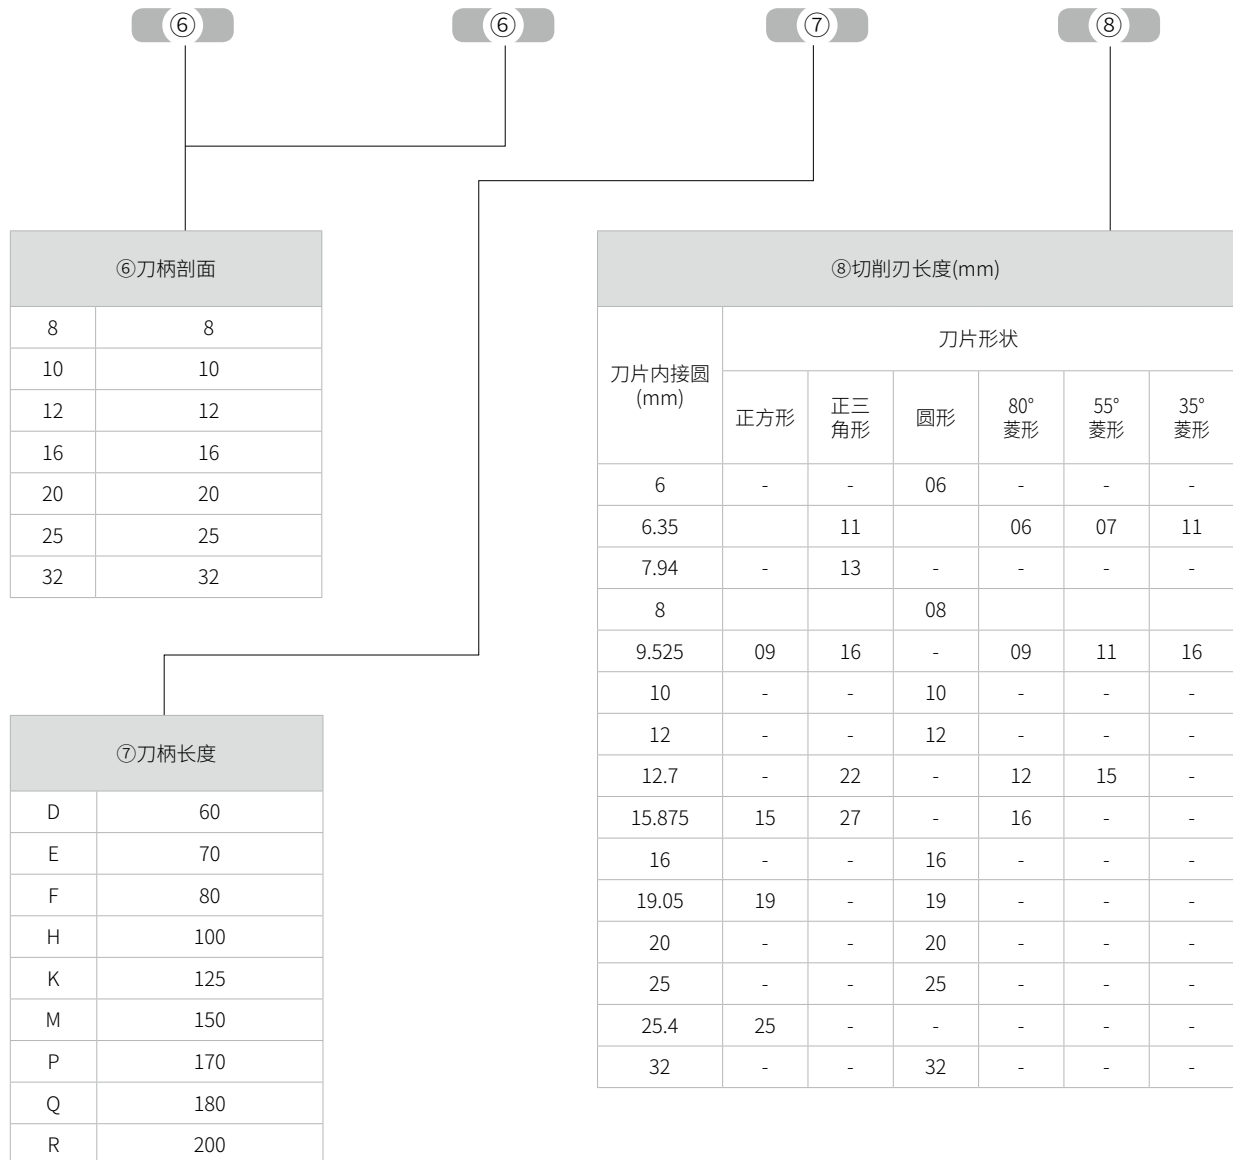 ⑥ ⑥ ⑦ ⑧
⑥刀柄剖面
8 8
10 10
12 12
16 16
20 20
25 25
32 32
⑦刀柄长度
D 60
E 70
F 80
H 100
K 125
M 150
P 170
Q 180
R 200
⑧切削刃长度(mm)
刀片内接圆
(mm)
刀片形状
正方形 正三 圆形 80° 55° 35°
角形 菱形 菱形 菱形
6 - - 06 - - -
6.35 11 06 07 11
7.94 - 13 - - - -
8 08
9.525 09 16 - 09 11 16
10 - - 10 - - -
12 - - 12 - - -
12.7 - 22 - 12 15 -
15.875 15 27 - 16 - -
16 - - 16 - - -
19.05 19 - 19 - - -
20 - - 20 - - -
25 - - 25 - - -
25.4 25 - - - - -
32 - - 32 - - -